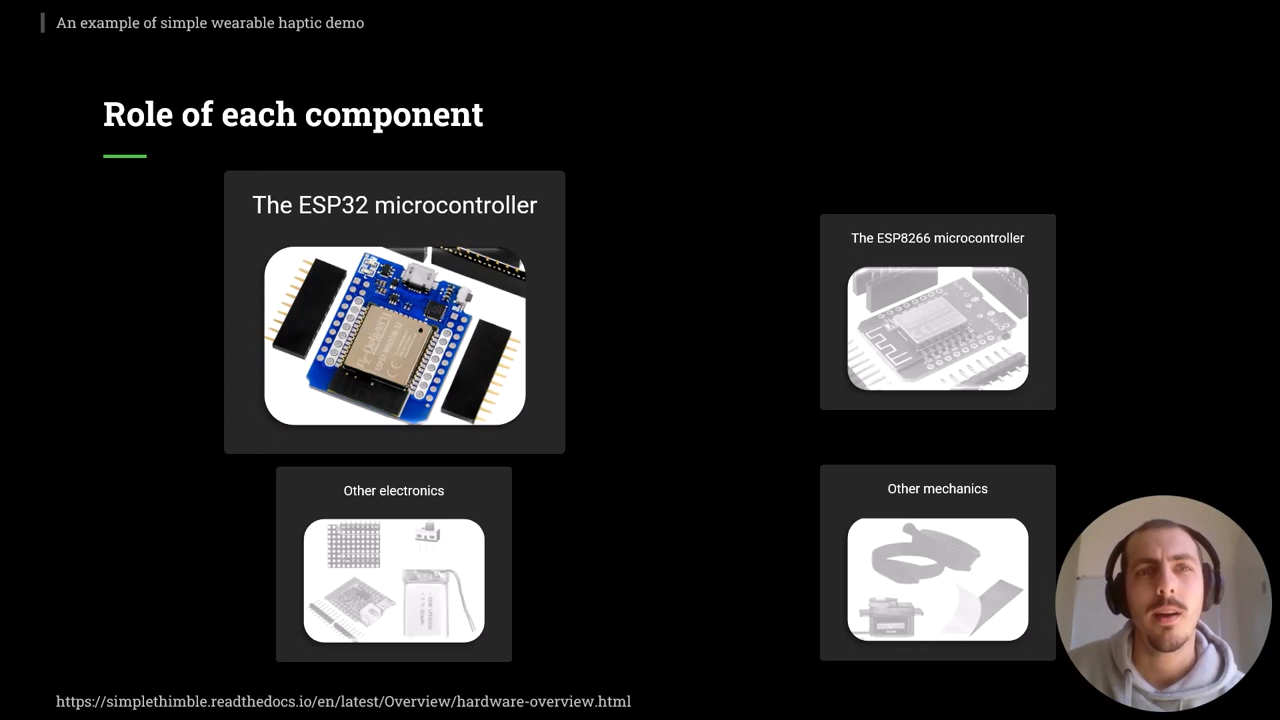 An example of simple wearable haptic demo
Role of each component
The ESP32 microcontroller
The ESP8266 microcontroller
Other electronics
Other mechanics
https://simplethimble.readthedocs.io/en/latest/Overview/hardware-overview.html